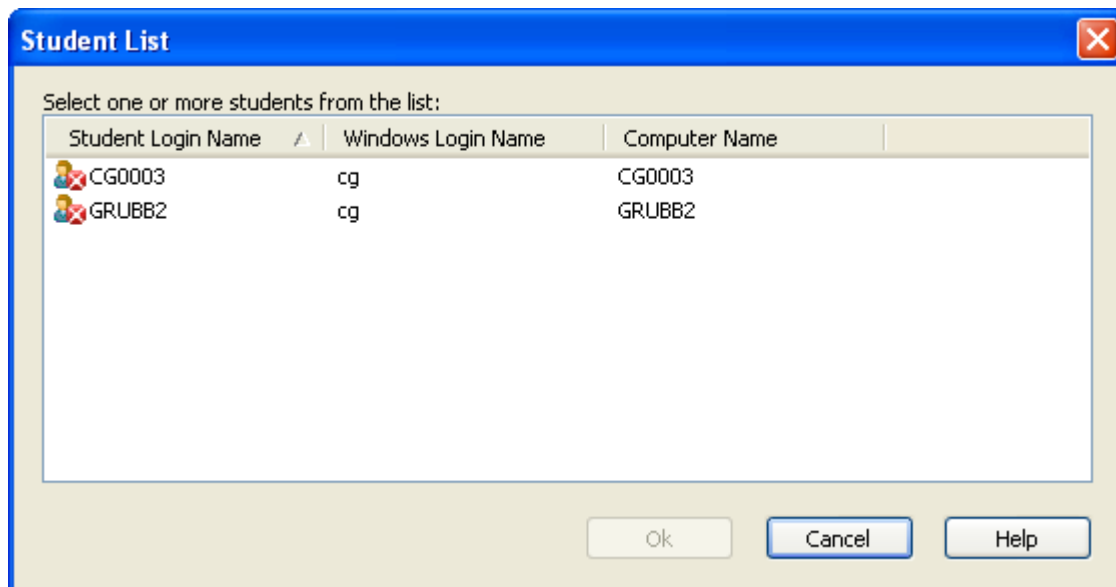 Student List
Select one or more students from the list:
Student Login Name Windows Login Name Computer Name
CG0003 cg CG0003
GRUBB2 cg GRUBB2
Ok Cancel Help